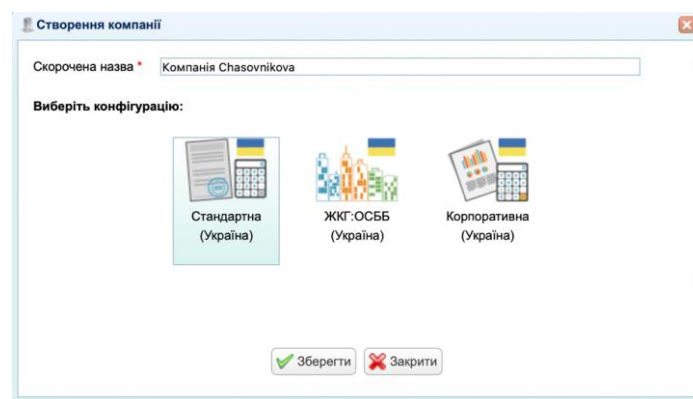 Створення компанії
Скорочена назва * Компанія Chasovnikova
Виберіть конфігурацію:
Стандартна ЖКГ:ОСББ Корпоративна
(Україна) (Україна) (Україна)
Зберегти Закрити